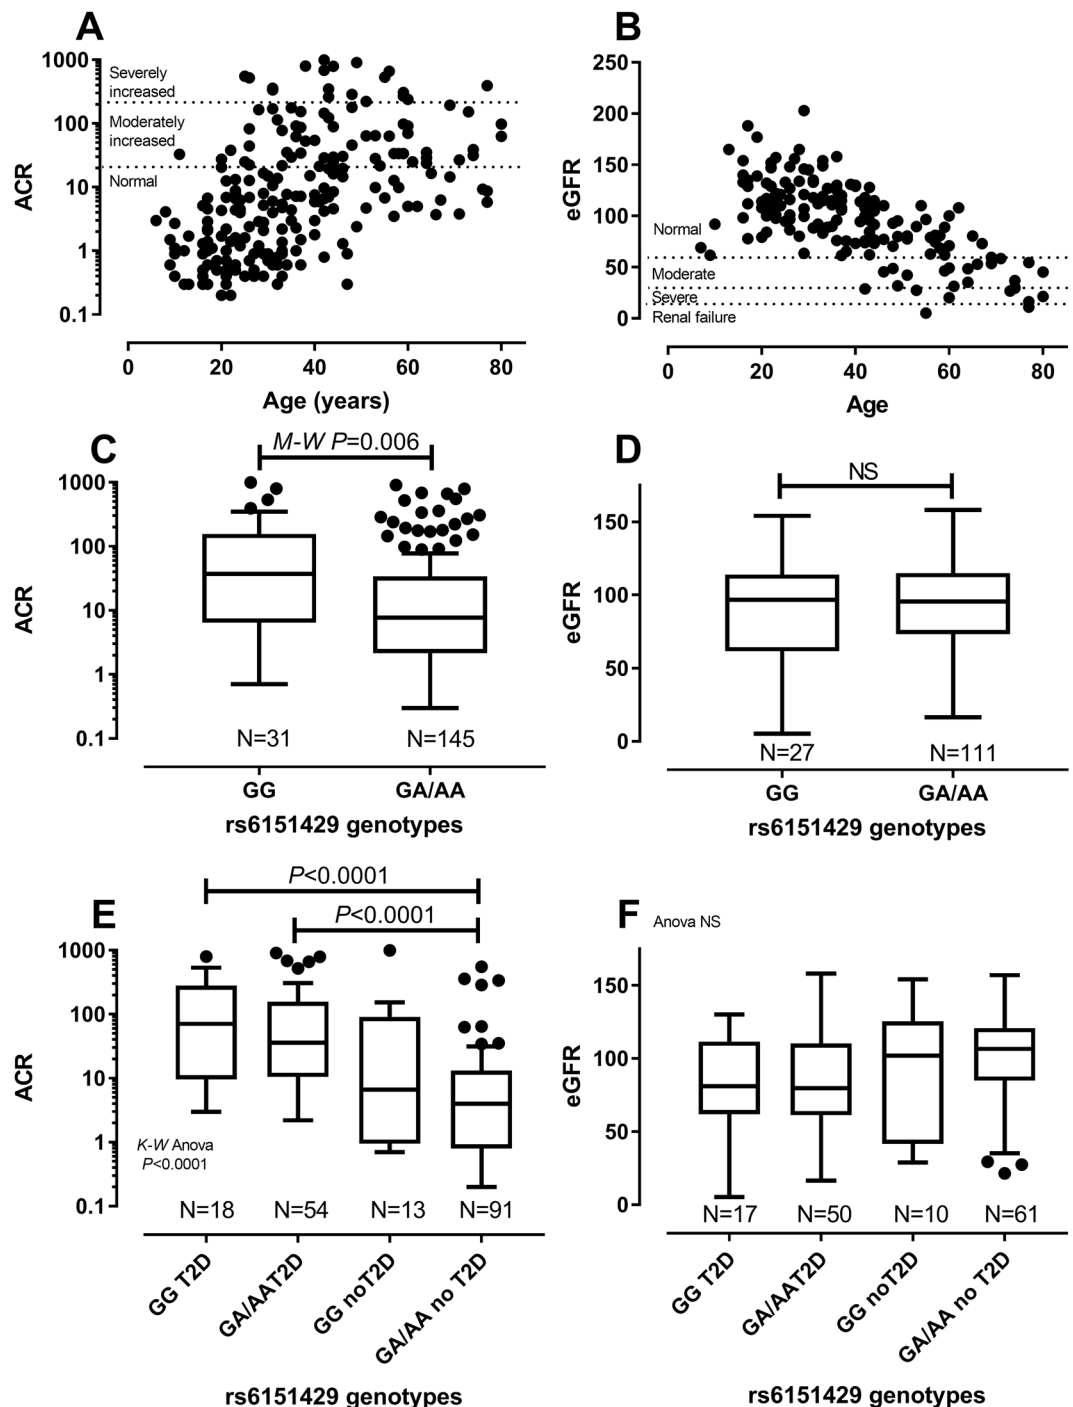 A
1000
100
10
1
0.1
ACR
Severely
increased
Moderately
increased
Normal
0
20
40
60
80
Age (years)
B
250
200
150
100
50
0
eGFR
Normal
Moderate
Severe
Renal failure
0
20
40
60
80
Age
C
M-W P=0.006
1000
100
10
1
0.1
ACR
N=31
N=145
GG
GA/AA
rs6151429 genotypes
D
NS
150
100
50
0
eGFR
N=27
N=111
GG
GA/AA
rs6151429 genotypes
E
P<0.0001
P<0.0001
1000
100
10
1
0.1
ACR
K-W Anova
P<0.0001
N=18
N=54
N=13
N=91
GG T2D
GA/AAT2D
GG noT2D
GA/AA no T2D
rs6151429 genotypes
F
Anova NS
150
100
50
0
eGFR
N=17
N=50
N=10
N=61
GG T2D
GA/AAT2D
GG noT2D
GA/AA no T2D
rs6151429 genotypes